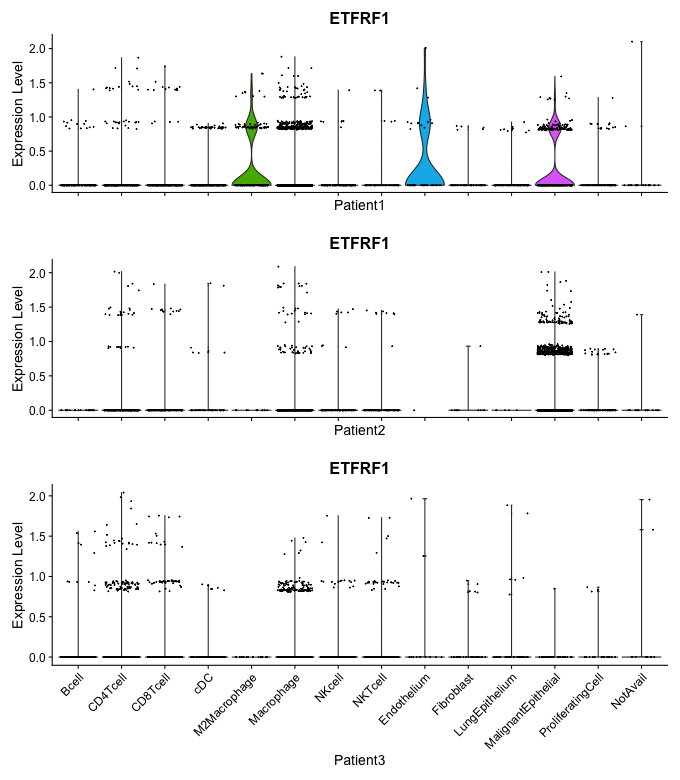 ETFRF1
Expression Level
2.0
1.5
1.0
0.5
0.0
Patient1
ETFRF1
Expression Level
2.0
1.5
1.0
0.5
0.0
Patient2
ETFRF1
Expression Level
2.0
1.5
1.0
0.5
0.0
Bcell
CD4Tcell
CD8Tcell
cDC
M2Macrophage
Macrophage
NKcell
NKTcell
Endothelium
Fibroblast
LungEpithelium
MalignantEpithelial
ProliferatingCell
NotAvail
Patient3